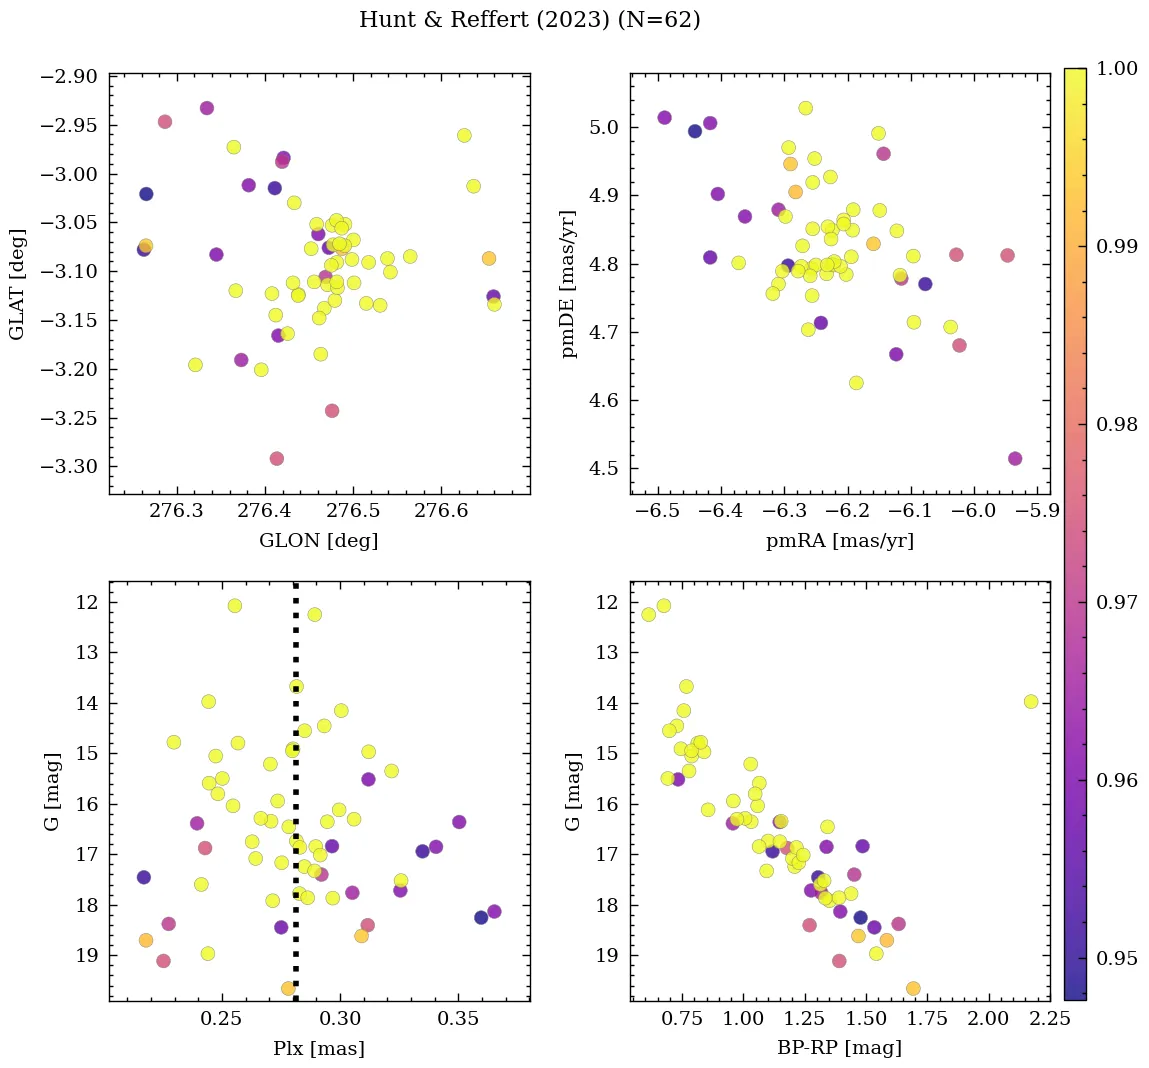 Hunt & Reffert (2023) (N=62)
−2.90
−2.95
−3.00
−3.05
−3.10
−3.15
−3.20
−3.25
−3.30
GLAT [deg]
276.3 276.4 276.5 276.6
GLON [deg]
5.0
4.9
4.8
4.7
4.6
4.5
pmDE [mas/yr]
−6.5 −6.4 −6.3 −6.2 −6.1 −6.0 −5.9
pmRA [mas/yr]
12
13
14
15
16
17
18
19
G [mag]
0.25 0.30 0.35
Plx [mas]
12
13
14
15
16
17
18
19
G [mag]
0.75 1.00 1.25 1.50 1.75 2.00 2.25
BP-RP [mag]
1.00
0.99
0.98
0.97
0.96
0.95